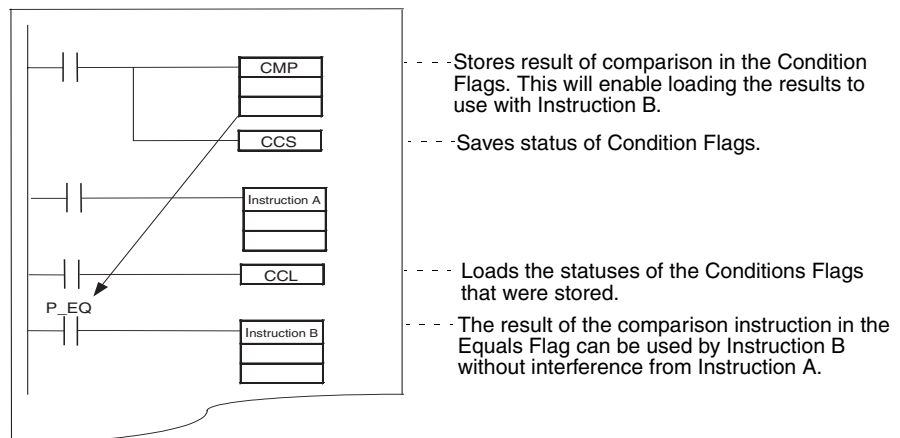 CMP
Stores result of comparison in the Condition
Flags. This will enable loading the results to
use with Instruction B.
CCS
Saves status of Condition Flags.
Instruction A
CCL
Loads the statuses of the Conditions Flags
that were stored.
P_EQ
Instruction B
The result of the comparison instruction in the
Equals Flag can be used by Instruction B
without interference from Instruction A.